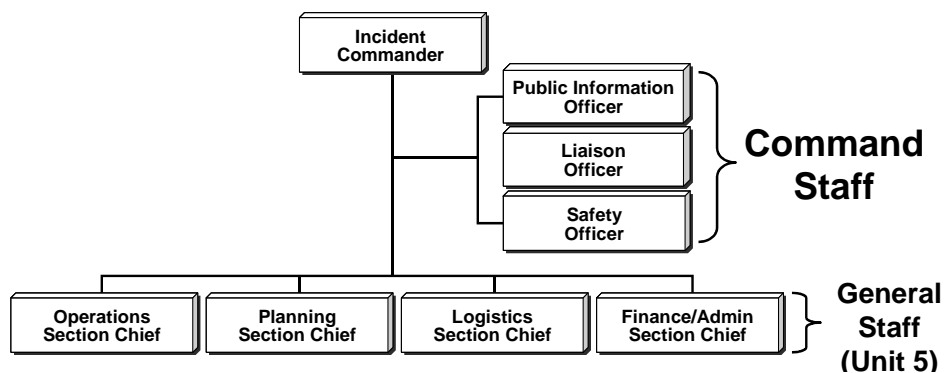 Incident
Commander
Public Information
Officer
Liaison
Officer
Safety
Officer
Command
Staff
Operations
Section Chief
Planning
Section Chief
Logistics
Section Chief
Finance/Admin
Section Chief
General
Staff
(Unit 5)